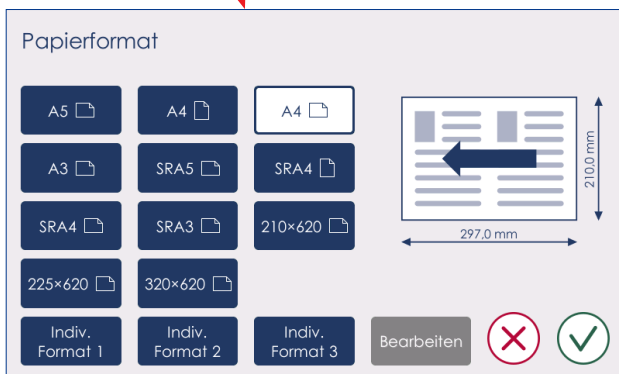 Papierformat
A5
A4
A4
A3
SRA5
SRA4
SRA4
SRA3
210×620
225×620
320×620
Indiv.
Format 1
Indiv.
Format 2
Indiv.
Format 3
Bearbeiten
210,0 mm
297,0 mm